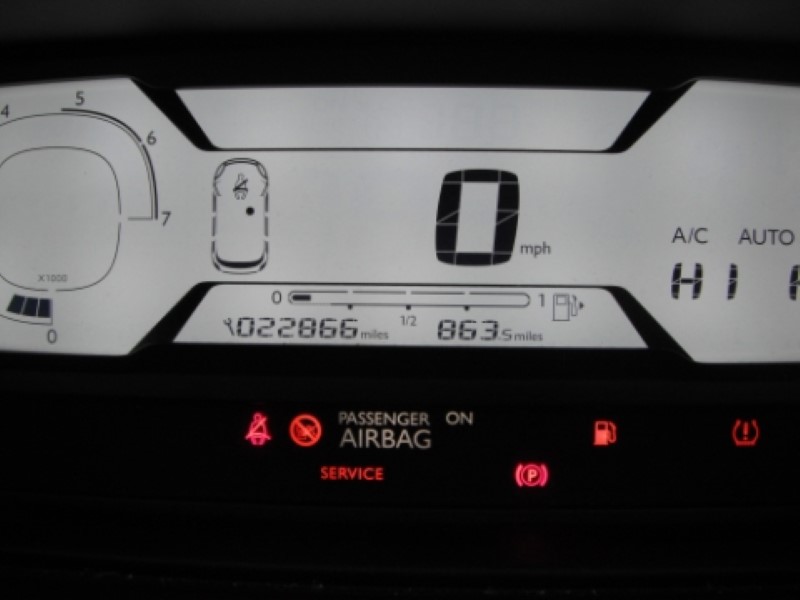 4 5 6 7
X1000
0
0 mph
A/C AUTO
HI
0 1/2 1
022866 miles 863.5 miles
PASSENGER ON
AIRBAG
SERVICE
P